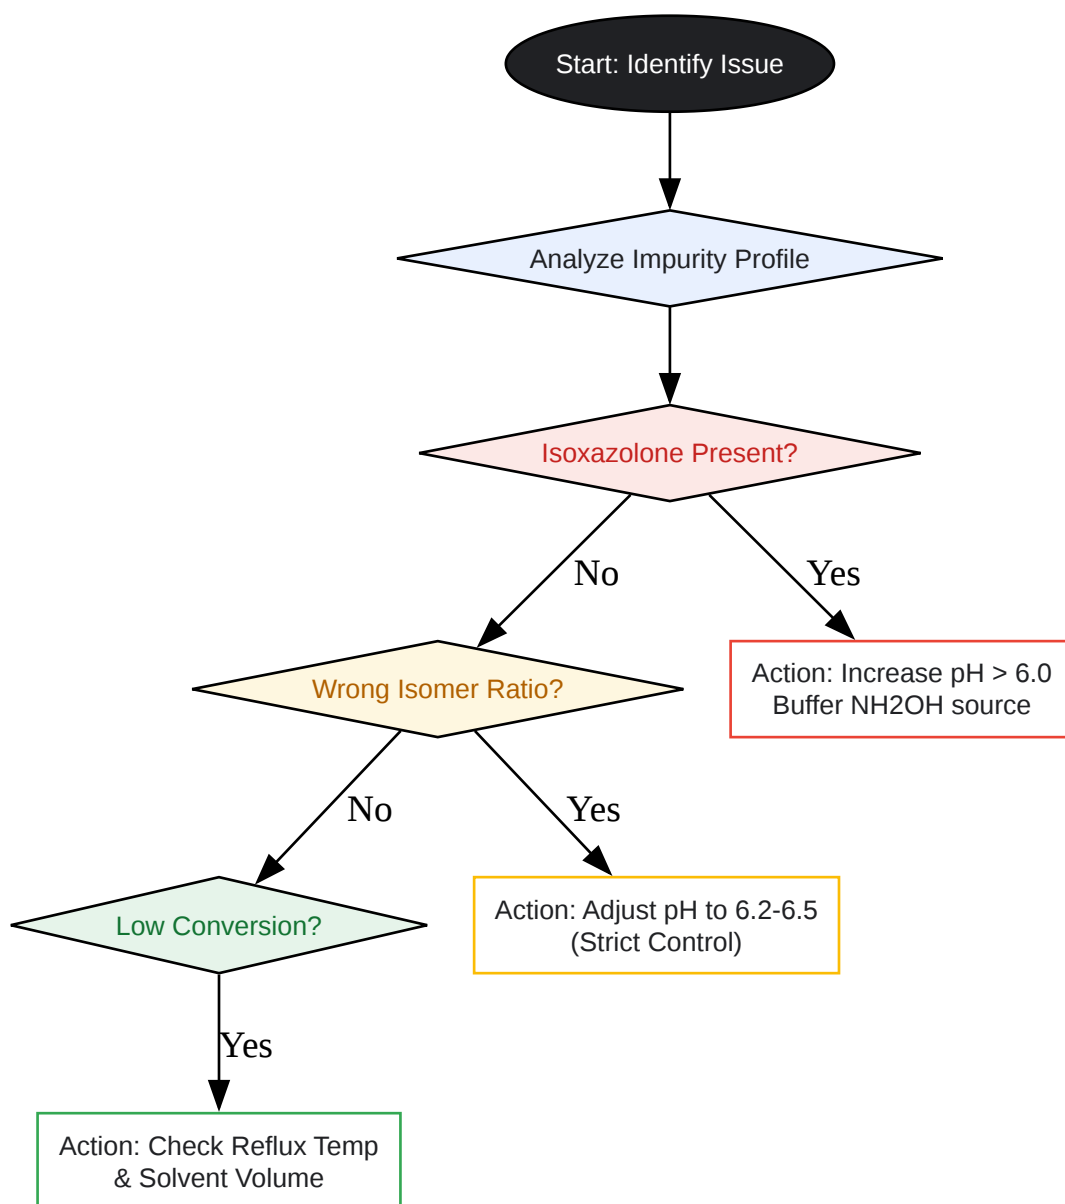 Start: Identify Issue
Analyze Impurity Profile
Isoxazolone Present?
No
Yes
Wrong Isomer Ratio?
Action: Increase pH > 6.0
Buffer NH2OH source
No
Yes
Low Conversion?
Action: Adjust pH to 6.2-6.5
(Strict Control)
Yes
Action: Check Reflux Temp
& Solvent Volume